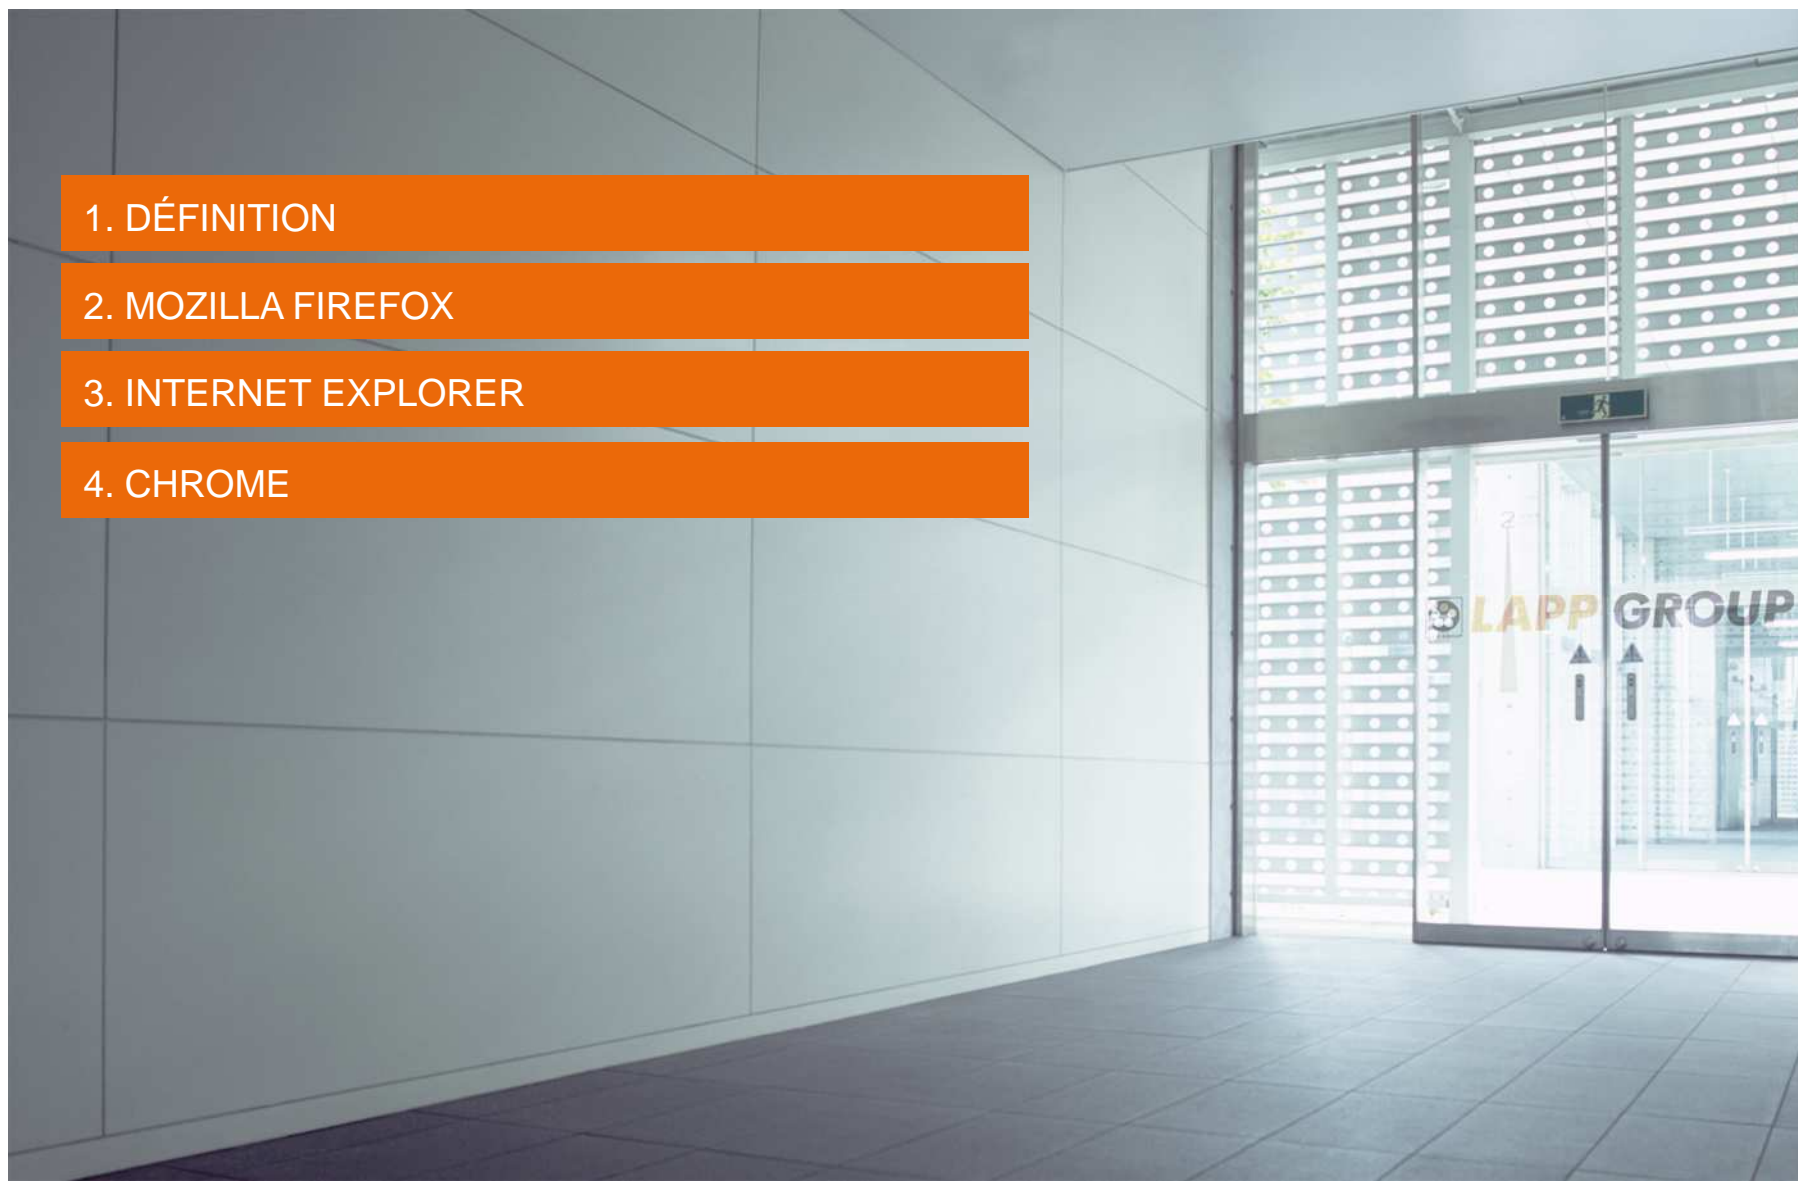 1. DÉFINITION
2. MOZILLA FIREFOX
3. INTERNET EXPLORER
4. CHROME
LAPP GROUP